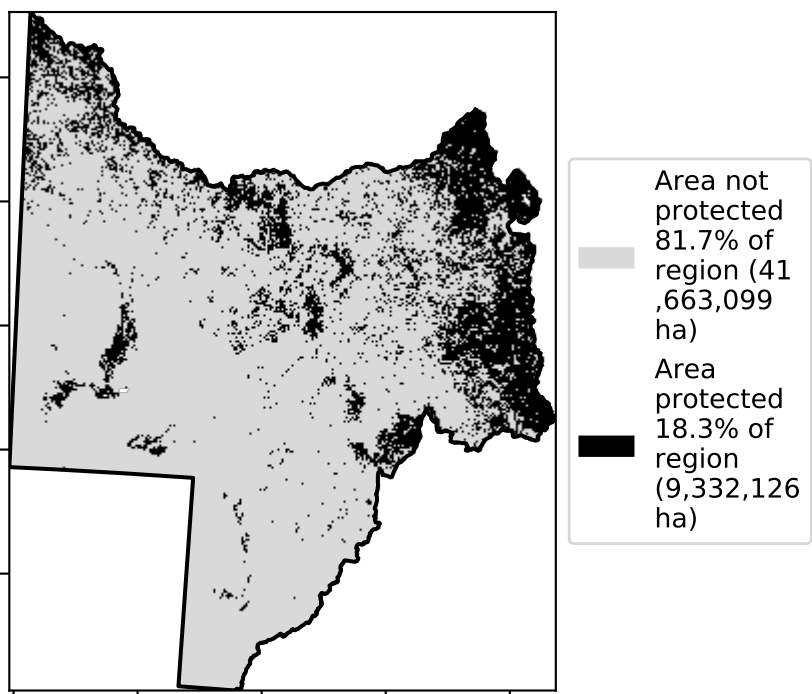 Area not
protected
81.7% of
region (41
,663,099
ha)
Area
protected
18.3% of
region
(9,332,126
ha)